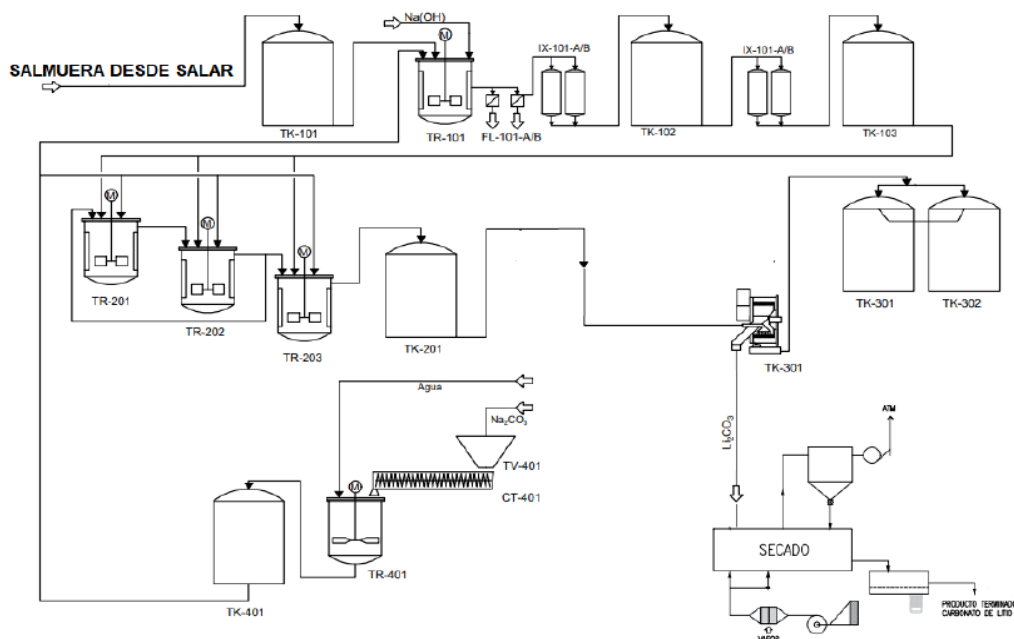 Na(OH)
SALMUERA DESDE SALAR
M
IX-101-A/B
IX-101-A/B
TK-101
TR-101
FL-101-A/B
TK-102
TK-103
M
M
M
TR-201
TR-202
TR-203
TK-201
TK-301
TK-302
TK-301
Agua
Na₂CO₃
TV-401
CT-401
M
TR-401
TK-401
Li₂CO₃
ATM
SECADO
PRODUCTO TERMINADO
CARBONATO DE LITIO
VAPOR